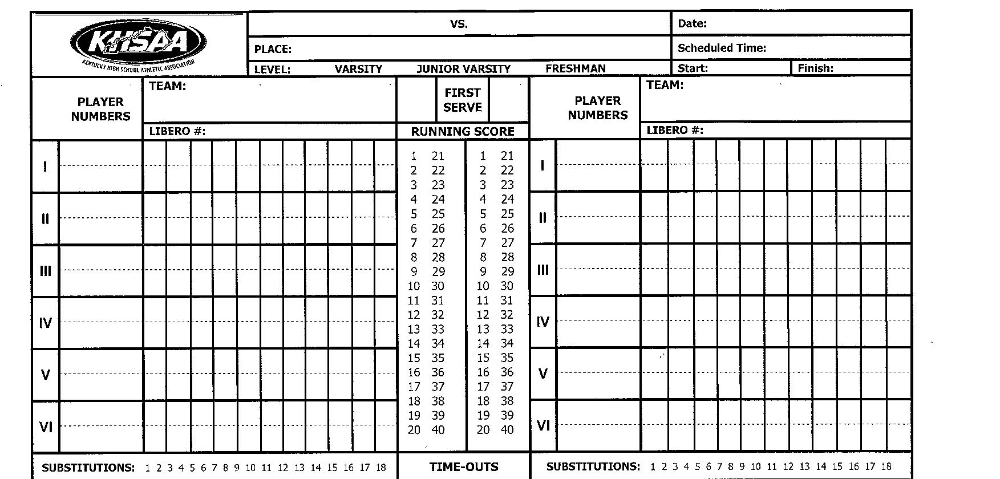 KHSAA
KENTUCKY HIGH SCHOOL ATHLETIC ASSOCIATION
VS.
Date:
PLACE:
Scheduled Time:
LEVEL: VARSITY JUNIOR VARSITY FRESHMAN
Start: Finish:
PLAYER NUMBERS
TEAM:
LIBERO #:
FIRST SERVE
RUNNING SCORE
PLAYER NUMBERS
TEAM:
LIBERO #:
I
II
III
IV
V
VI
1 21 1 21
2 22 2 22
3 23 3 23
4 24 4 24
5 25 5 25
6 26 6 26
7 27 7 27
8 28 8 28
9 29 9 29
10 30 10 30
11 31 11 31
12 32 12 32
13 33 13 33
14 34 14 34
15 35 15 35
16 36 16 36
17 37 17 37
18 38 18 38
19 39 19 39
20 40 20 40
I
II
III
IV
V
VI
SUBSTITUTIONS: 1 2 3 4 5 6 7 8 9 10 11 12 13 14 15 16 17 18
TIME-OUTS
SUBSTITUTIONS: 1 2 3 4 5 6 7 8 9 10 11 12 13 14 15 16 17 18